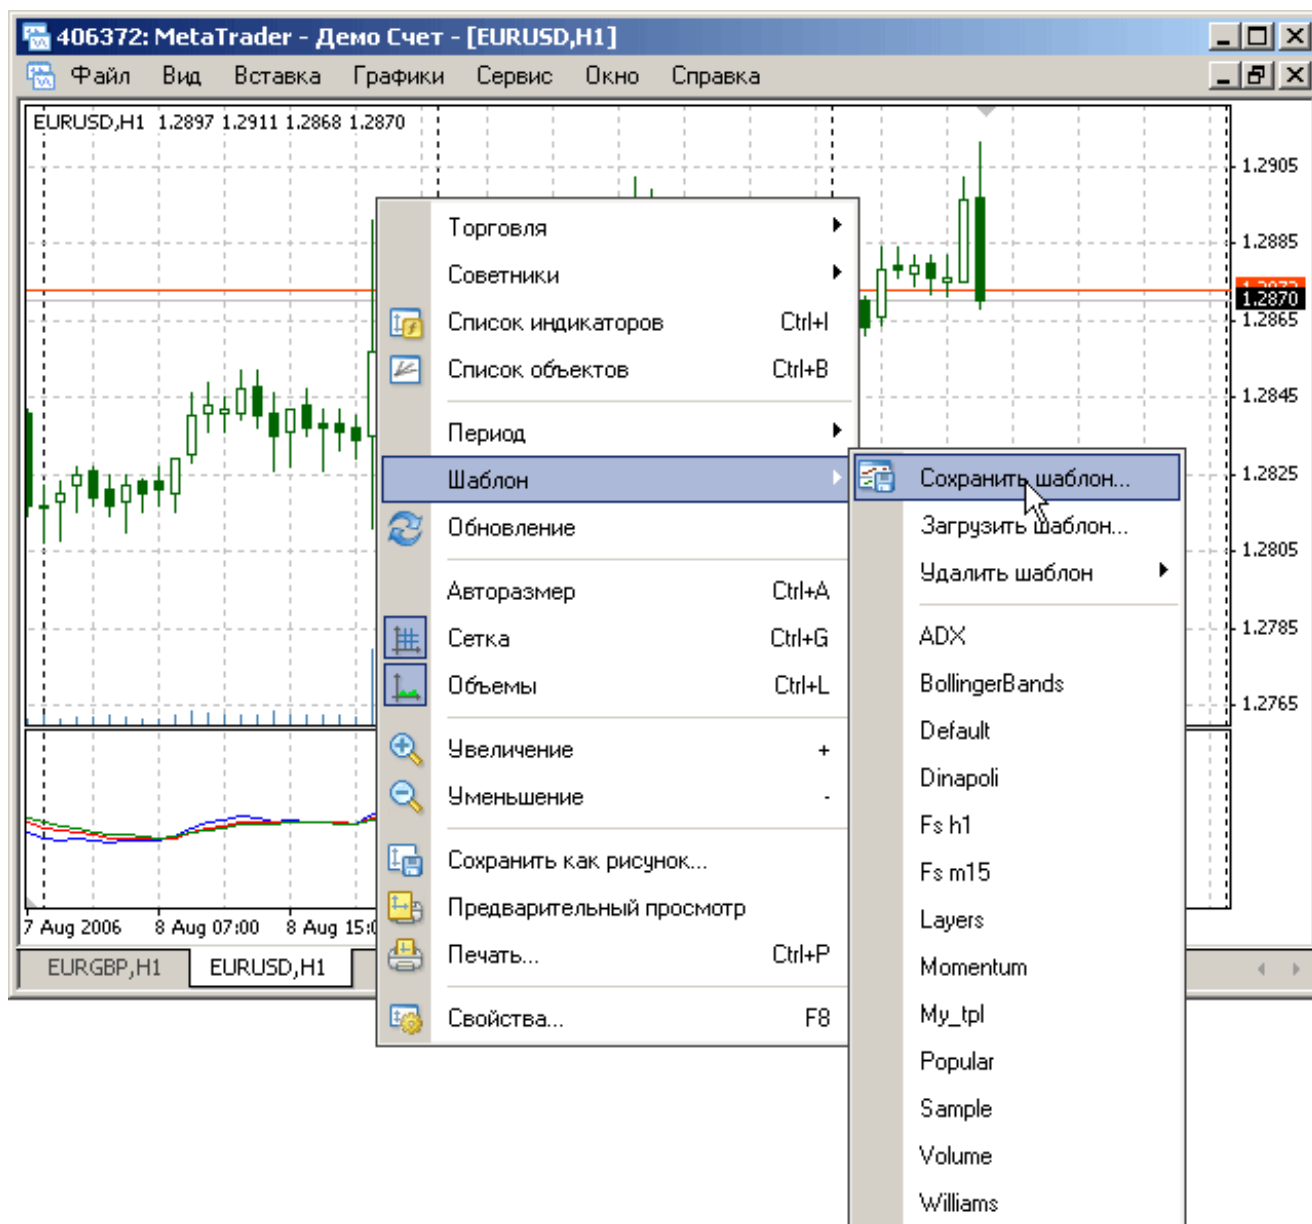 406372: MetaTrader - Демо Счет - [EURUSD,H1]
Файл Вид Вставка Графики Сервис Окно Справка
EURUSD,H1 1.2897 1.2911 1.2868 1.2870
1.2905
1.2885
1.2870
1.2865
1.2845
1.2825
1.2805
1.2785
1.2765
Торговля
Советники
Список индикаторов Ctrl+I
Список объектов Ctrl+B
Период
Шаблон
Обновление
Авторазмер Ctrl+A
Сетка Ctrl+G
Объемы Ctrl+L
Увеличение +
Уменьшение -
Сохранить как рисунок...
Предварительный просмотр
Печать... Ctrl+P
Свойства... F8
Сохранить шаблон...
Загрузить шаблон...
Удалить шаблон
ADX
BollingerBands
Default
Dinapoli
Fs h1
Fs m15
Layers
Momentum
My_tpl
Popular
Sample
Volume
Williams
7 Aug 2006 8 Aug 07:00 8 Aug
EURGBP,H1 EURUSD,H1